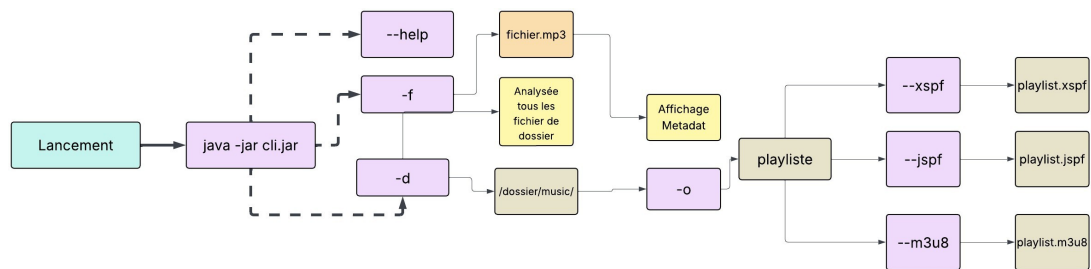 Lancement
java -jar cli.jar
--help
-f
-d
fichier.mp3
Analysée
tous les
fichier de
dossier
/dossier/music/
Affichage
Metadat
-o
playliste
--xspf
--jspf
--m3u8
playlist.xspf
playlist.jspf
playlist.m3u8